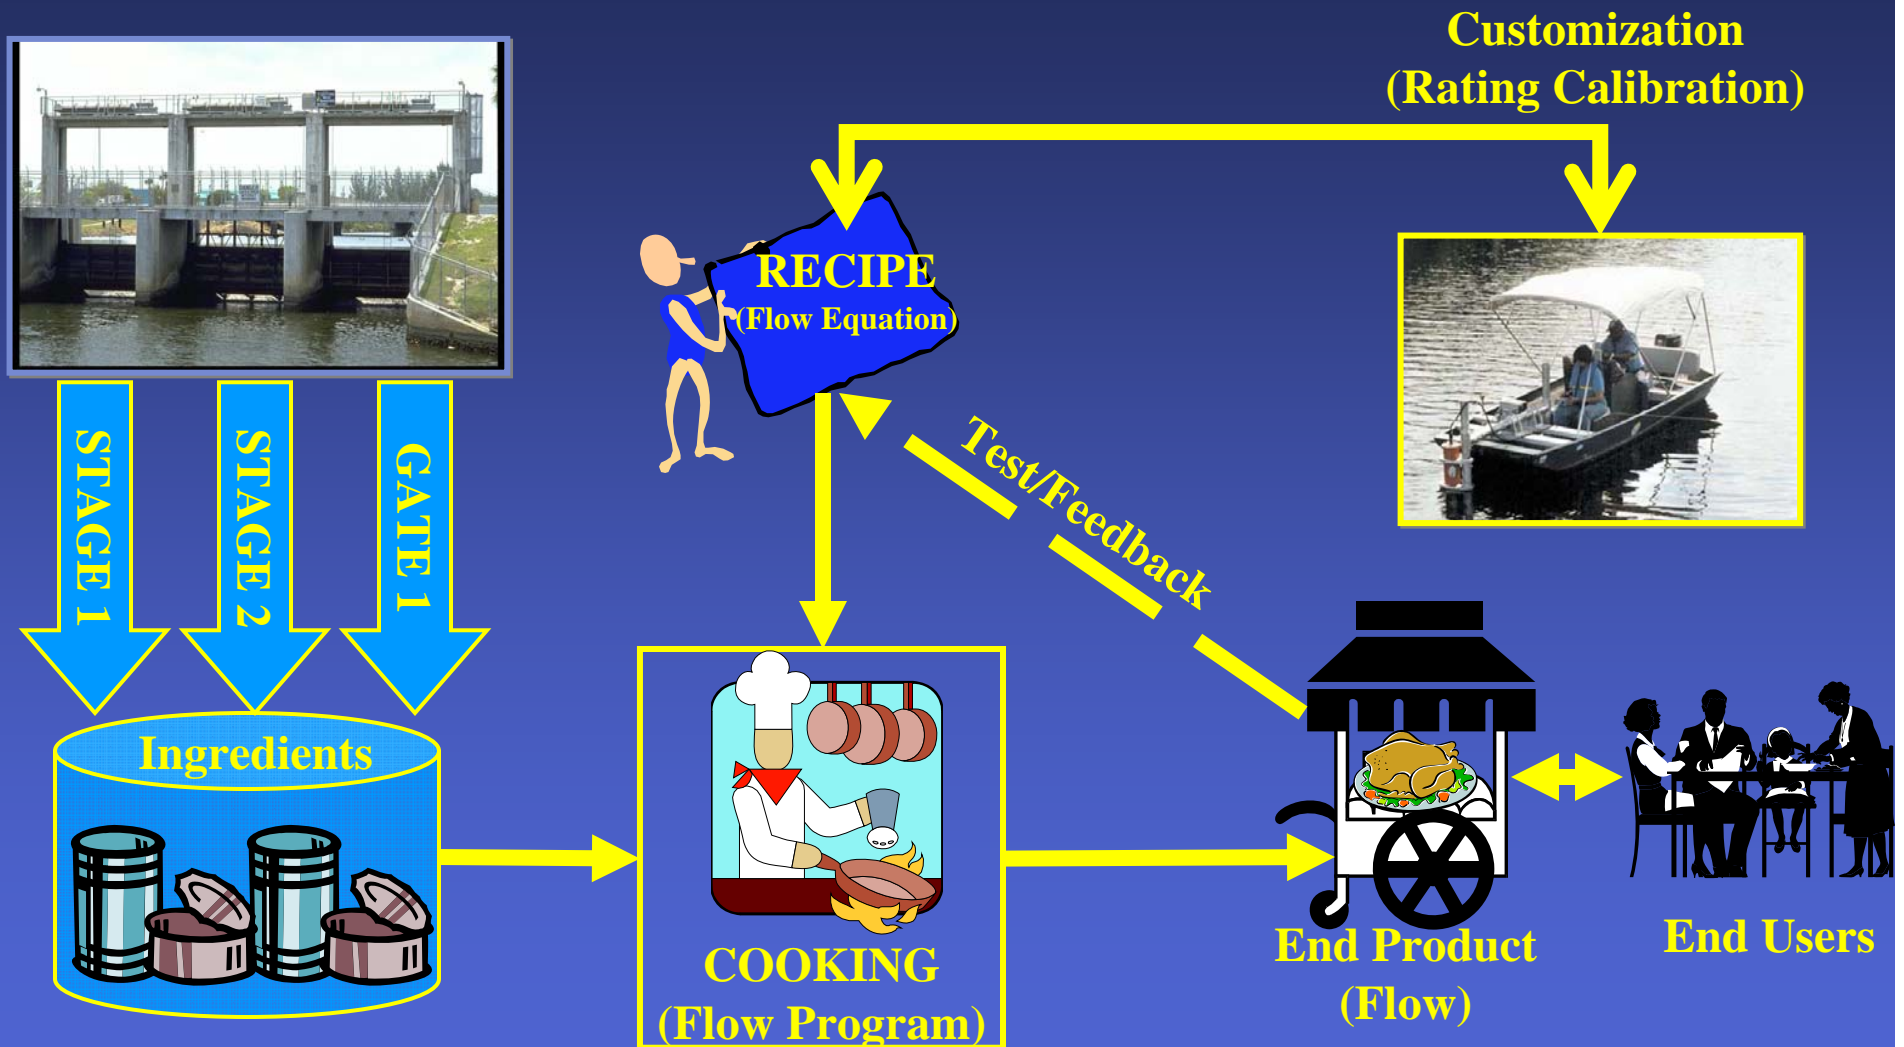 Customization
(Rating Calibration)
RECIPE
(Flow Equation)
STAGE 1
STAGE 2
GATE 1
Test/Feedback
Ingredients
COOKING
(Flow Program)
End Product
(Flow)
End Users